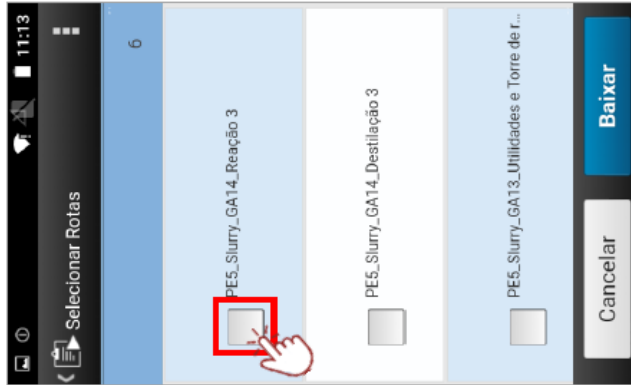 11:13
Selecionar Rotas
6
PE5_Slurry_GA14_Reação 3
PE5_Slurry_GA14_Destilação 3
PE5_Slurry_GA13_Utilidades e Torre de r...
Cancelar
Baixar